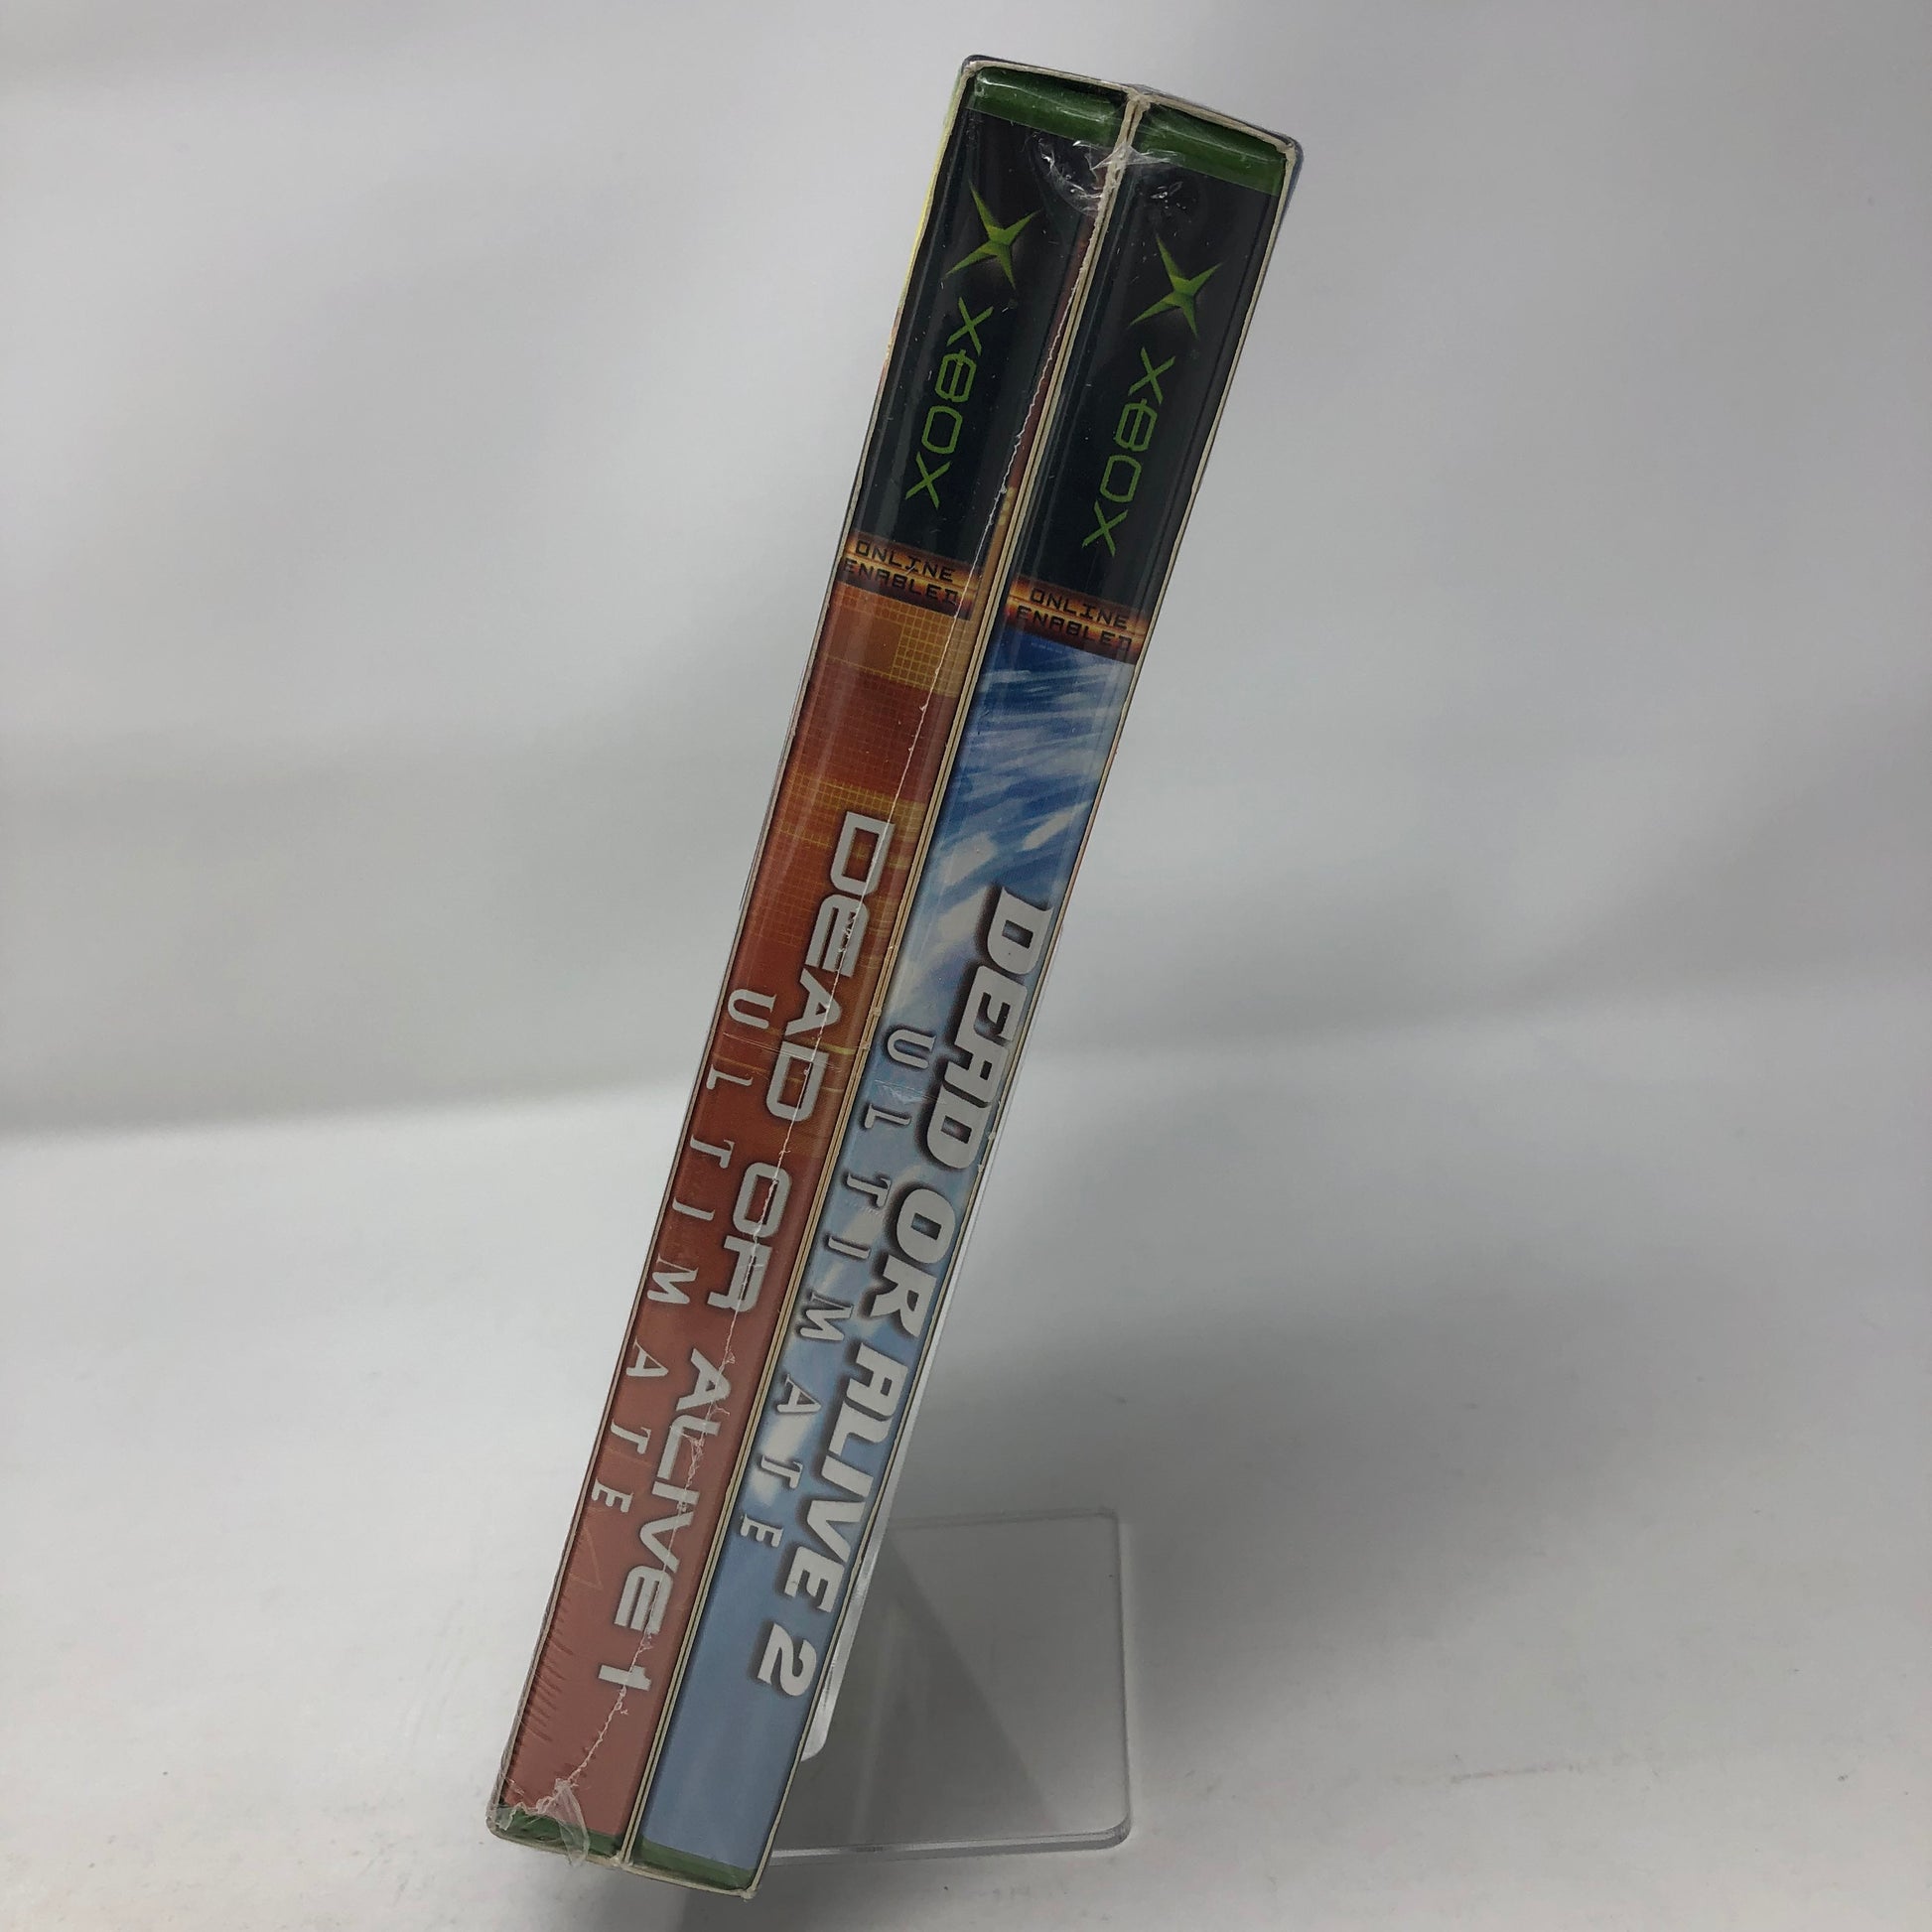 XBOX
ONLINE
ENABLED
DEAD OR ALIVE 1
ULTIMATE
XBOX
ONLINE
ENABLED
DEAD OR ALIVE 2
ULTIMATE